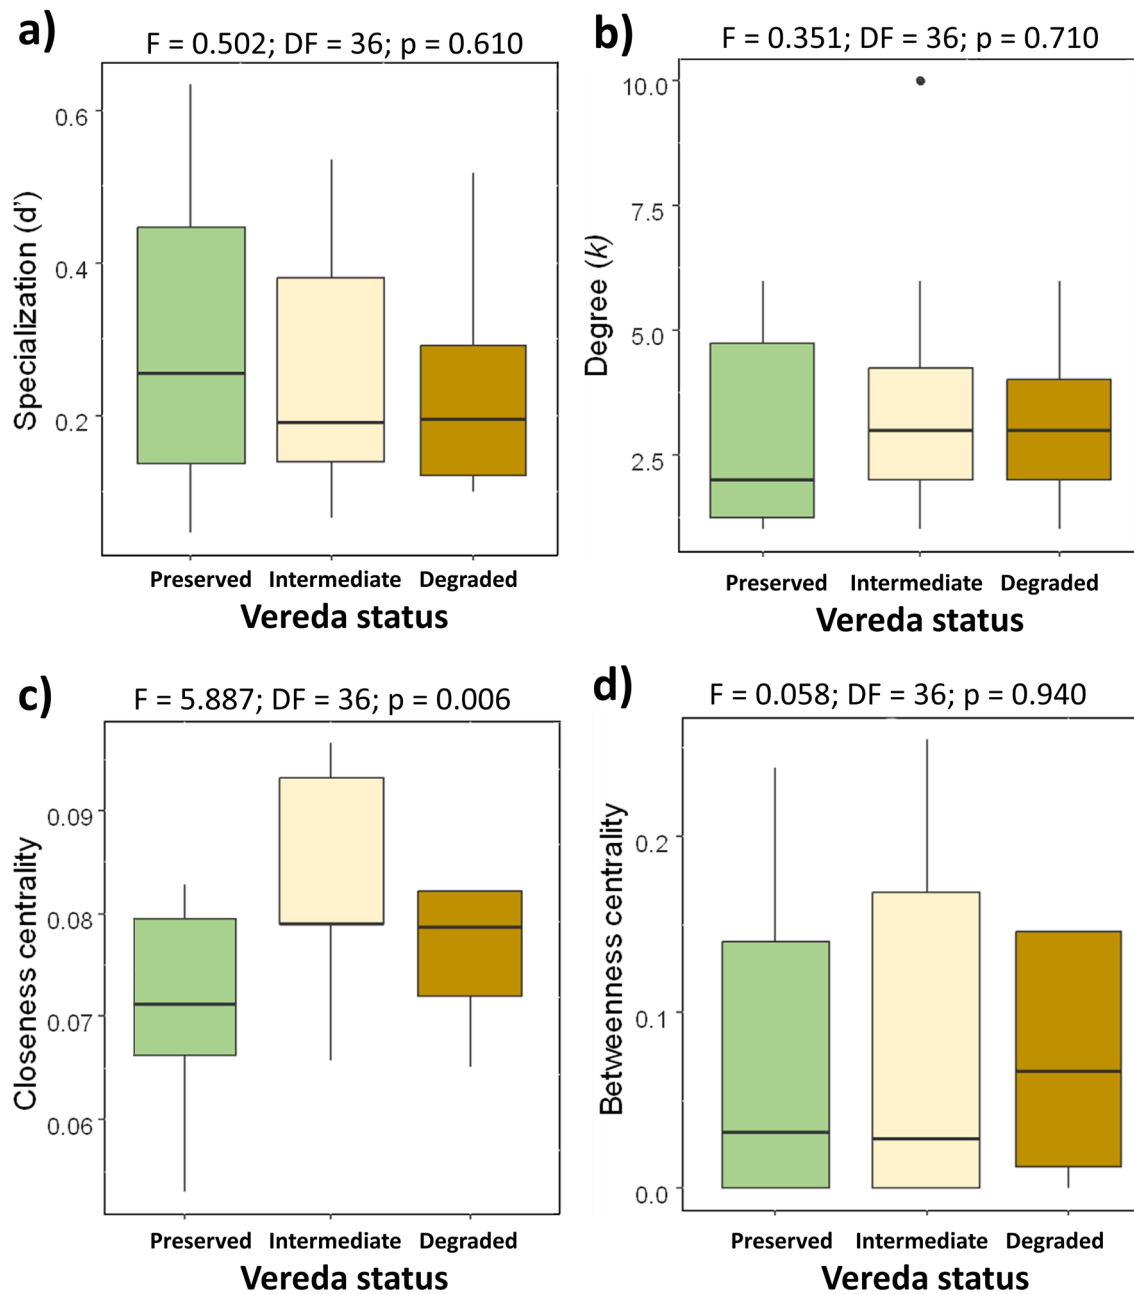 a)
F = 0.502; DF = 36; p = 0.610
Specialization (d')
0.6
0.4
0.2
Preserved Intermediate Degraded
Vereda status
b)
F = 0.351; DF = 36; p = 0.710
Degree (k)
10.0
7.5
5.0
2.5
Preserved Intermediate Degraded
Vereda status
c)
F = 5.887; DF = 36; p = 0.006
Closeness centrality
0.09
0.08
0.07
0.06
Preserved Intermediate Degraded
Vereda status
d)
F = 0.058; DF = 36; p = 0.940
Betweenness centrality
0.2
0.1
0.0
Preserved Intermediate Degraded
Vereda status